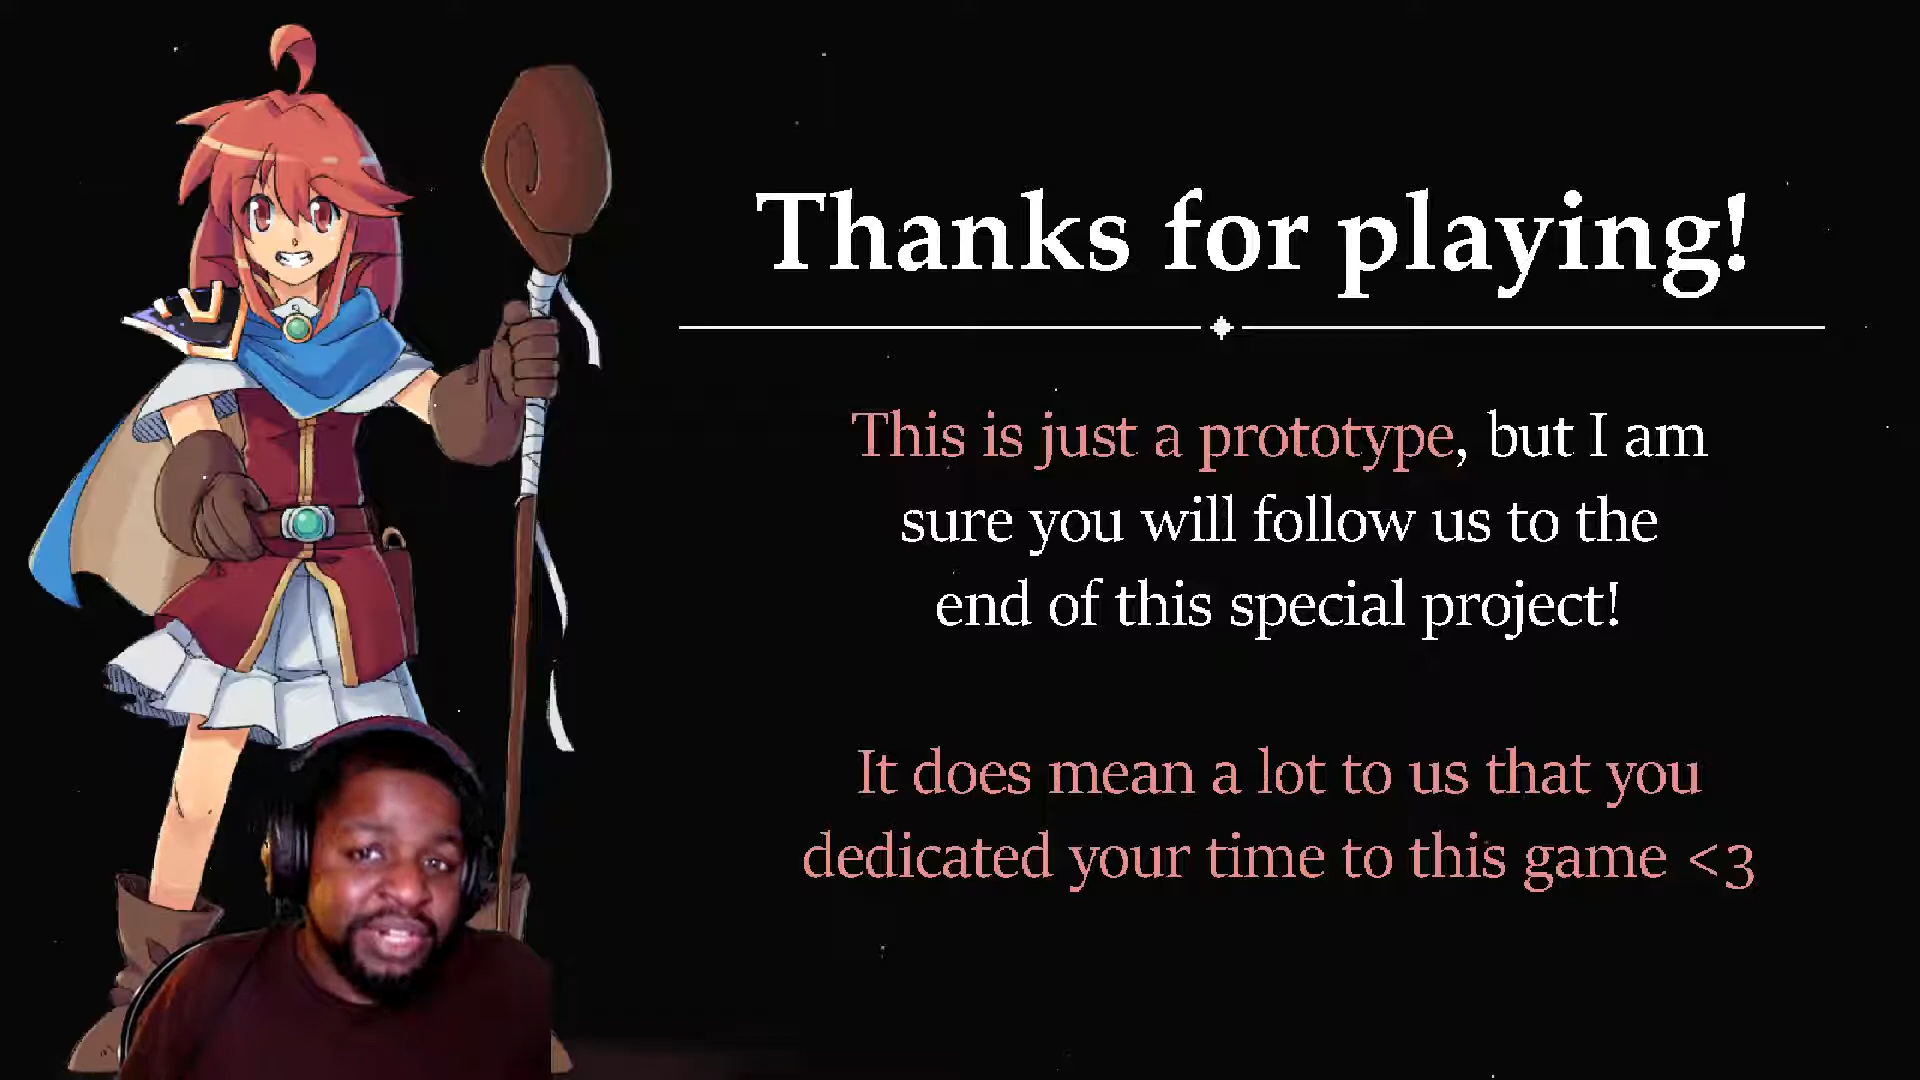 Thanks for playing!
This is just a prototype, but I am
sure you will follow us to the
end of this special project!
It does mean a lot to us that you
dedicated your time to this game <3